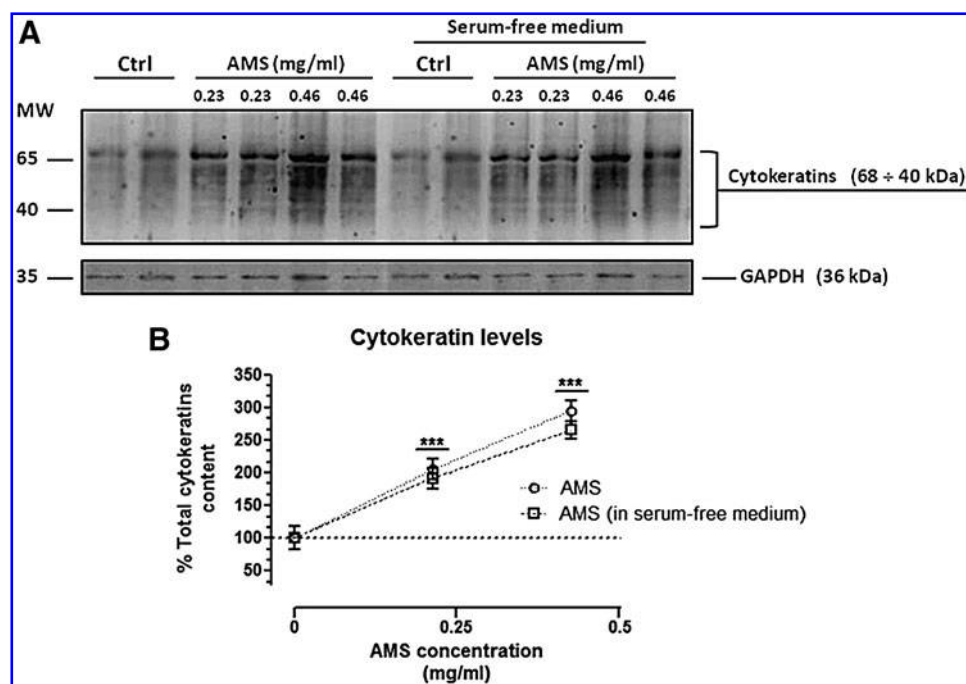 A
Serum-free medium
Ctrl AMS (mg/ml) Ctrl AMS (mg/ml)
0.23 0.23 0.46 0.46 0.23 0.23 0.46 0.46
MW
65
40
Cytokeratins (68 ÷ 40 kDa)
35
GAPDH (36 kDa)
B
Cytokeratin levels
% Total cytokeratins
content
350
300
250
200
150
100
50
***
***
AMS
AMS (in serum-free medium)
0 0.25 0.5
AMS concentration
(mg/ml)